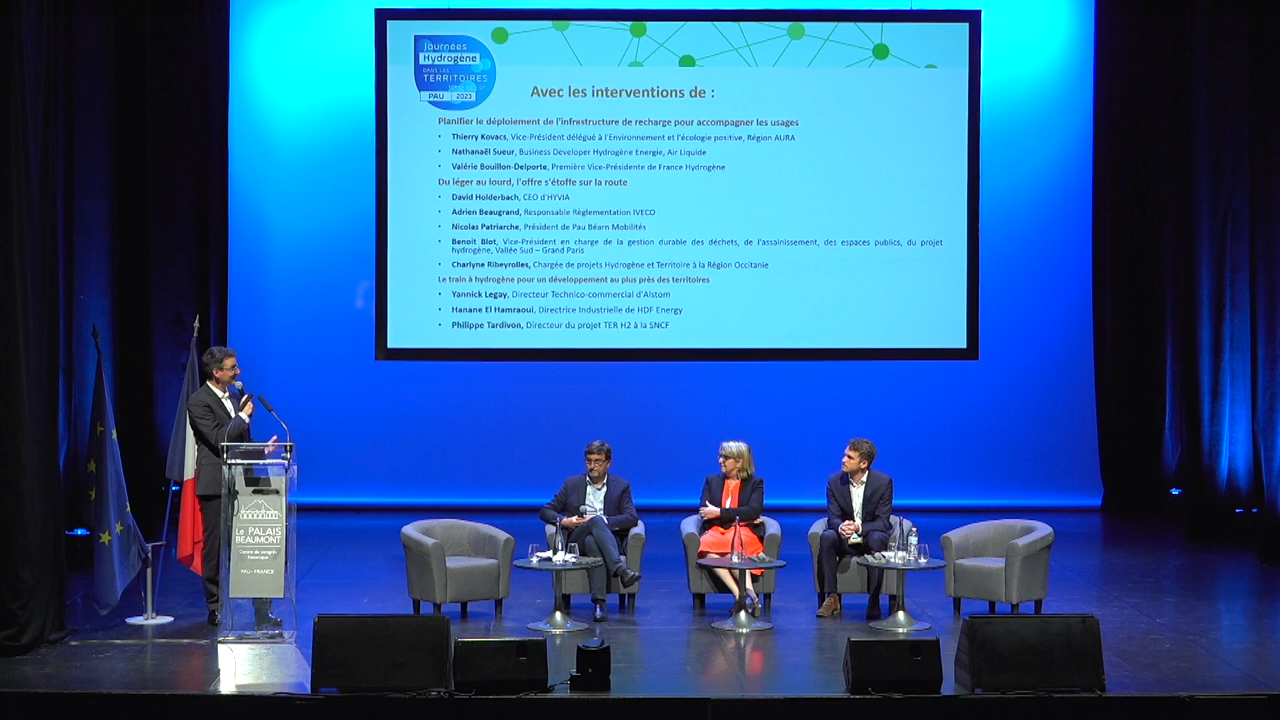 Journées
Hydrogène
DANS LES
TERRITOIRES
PAU 2023
Avec les interventions de :
Planifier le déploiement de l'infrastructure de recharge pour accompagner les usages
• Thierry Kovacs, Vice-Président délégué à l'Environnement et l'écologie positive, Région AURA
• Nathanaël Sueur, Business Developer Hydrogène Energie, Air Liquide
• Valérie Bouillon-Delporte, Première Vice-Présidente de France Hydrogène
Du léger au lourd, l'offre s'étoffe sur la route
• David Holderbach, CEO d'HYVIA
• Adrien Beaugrand, Responsable Règlementation IVECO
• Nicolas Patriarche, Président de Pau Béarn Mobilités
• Benoit Blot, Vice-Président en charge de la gestion durable des déchets, de l'assainissement, des espaces publics, du projet
hydrogène, Vallée Sud – Grand Paris
• Charlyne Ribeyrolles, Chargée de projets Hydrogène et Territoire à la Région Occitanie
Le train à hydrogène pour un développement au plus près des territoires
• Yannick Legay, Directeur Technico-commercial d'Alstom
• Hanane El Hamraoui, Directrice Industrielle de HDF Energy
• Philippe Tardivon, Directeur du projet TER H2 à la SNCF
Le PALAIS
BEAUMONT
Centre de congrès
historique
PAU - FRANCE